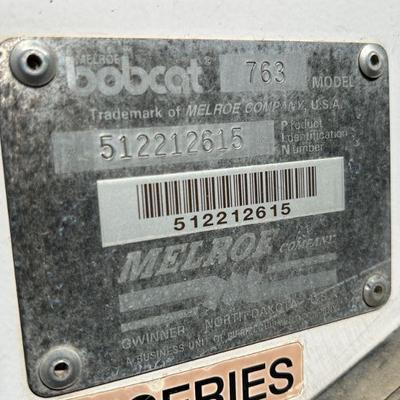 MELROE
bobcat® 763 MODEL
Trademark of MELROE COMPANY, U.S.A.
512212615 Product
Identification
Number
512212615
MELROE COMPANY
GWINNER, NORTH DAKOTA
A BUSINESS UNIT OF
SERIES